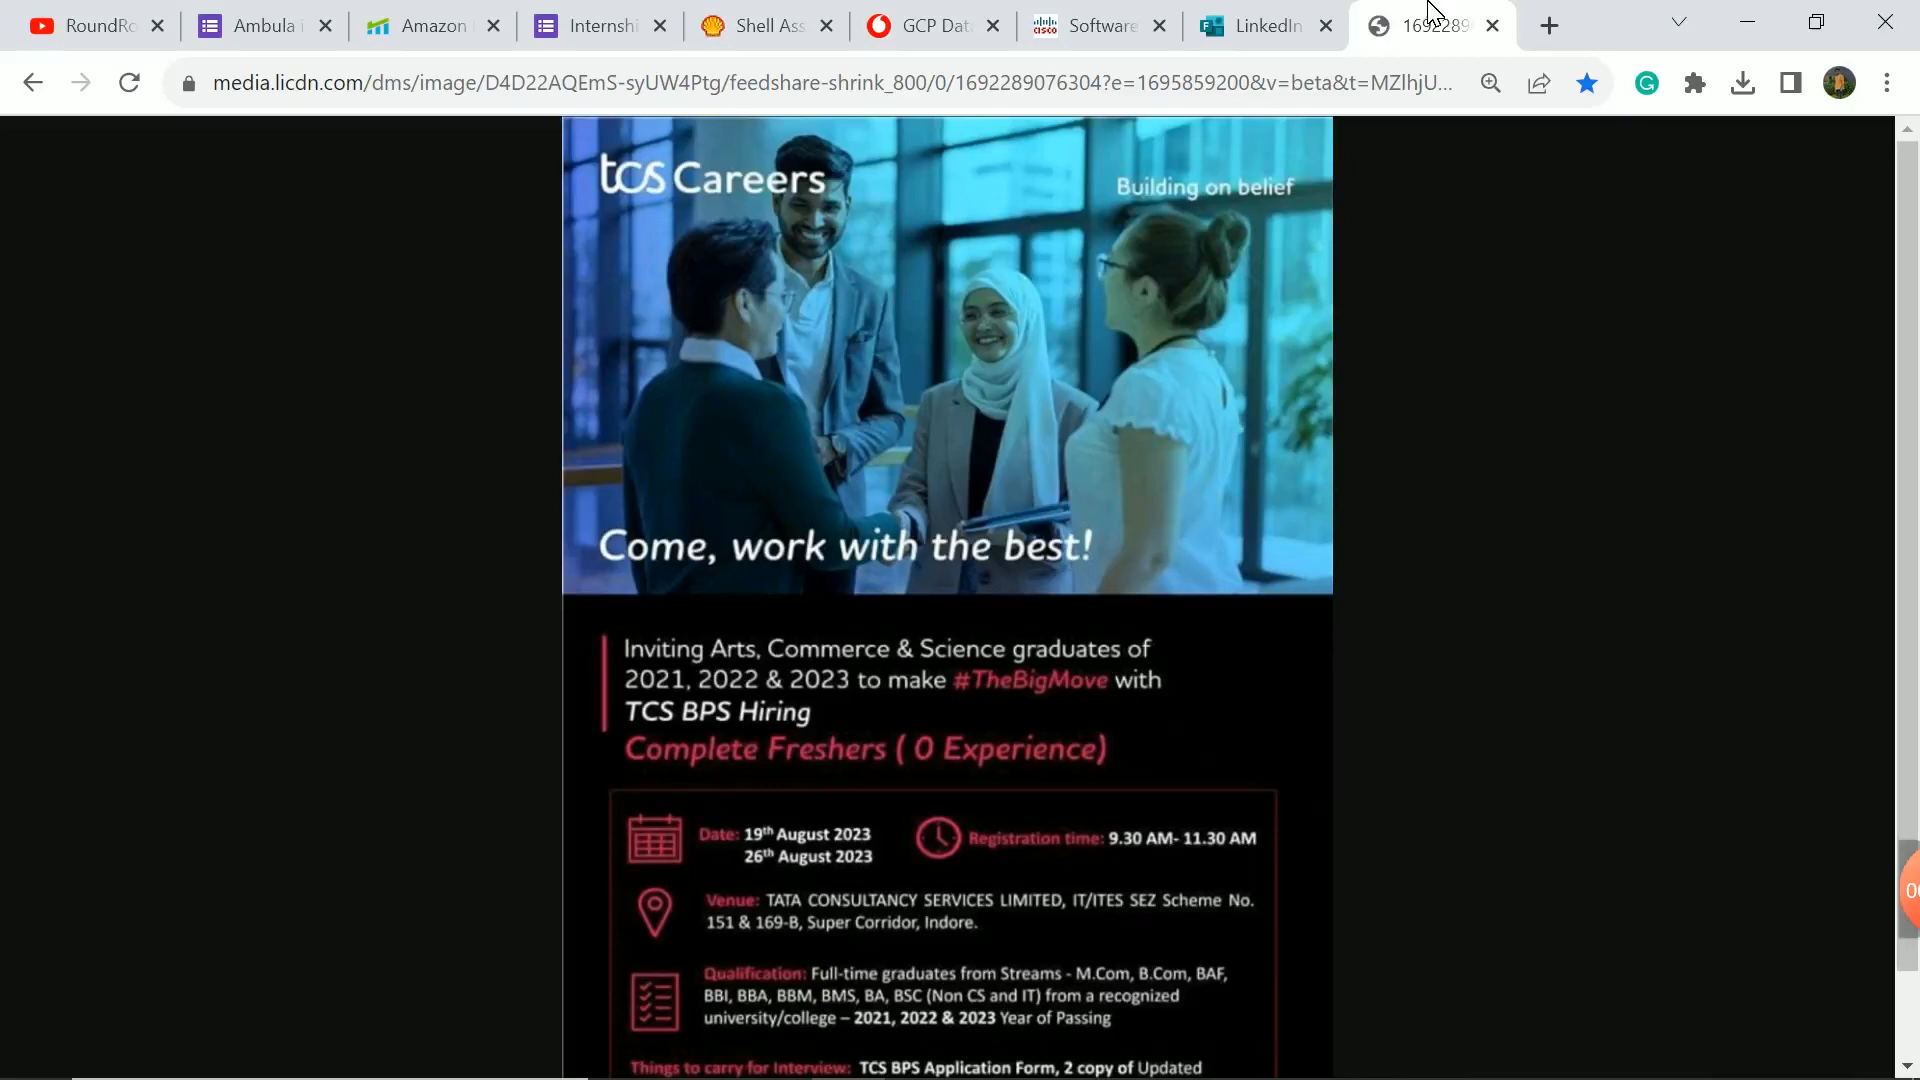 RoundRo
Ambula i
Amazon
Internshi
Shell Ass
GCP Data
Software
LinkedIn
1692289
media.licdn.com/dms/image/D4D22AQEmS-syUW4Ptg/feedshare-shrink_800/0/1692289076304?e=1695859200&v=beta&t=MZlhjU...
tcs Careers
Building on belief
Come, work with the best!
Inviting Arts, Commerce & Science graduates of
2021, 2022 & 2023 to make #TheBigMove with
TCS BPS Hiring
Complete Freshers ( 0 Experience)
Date: 19th August 2023
26th August 2023
Registration time: 9.30 AM- 11.30 AM
Venue: TATA CONSULTANCY SERVICES LIMITED, IT/ITES SEZ Scheme No.
151 & 169-B, Super Corridor, Indore.
Qualification: Full-time graduates from Streams - M.Com, B.Com, BAF,
BBI, BBA, BBM, BMS, BA, BSC (Non CS and IT) from a recognized
university/college – 2021, 2022 & 2023 Year of Passing
Things to carry for Interview: TCS BPS Application Form, 2 copy of Updated